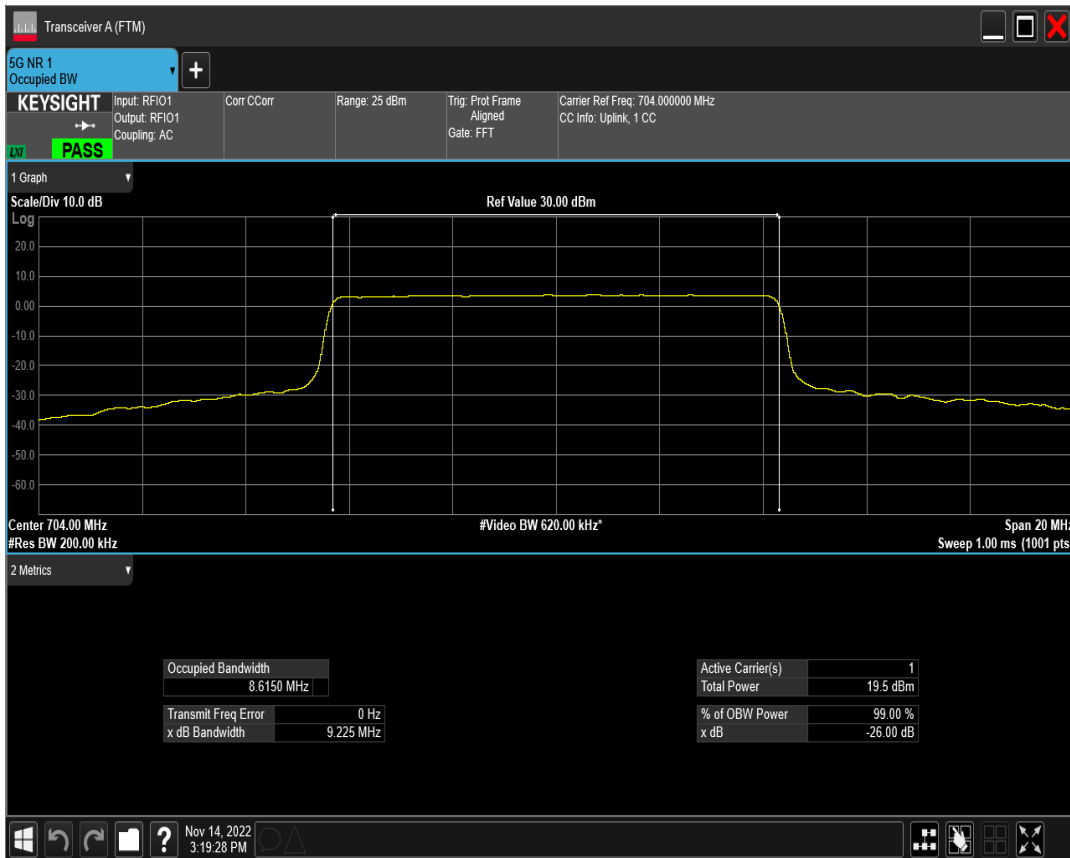 Transceiver A (FTM)
5G NR 1
Occupied BW
+
KEYSIGHT
LXI
PASS
Input: RFIO1
Output: RFIO1
Coupling: AC
Corr CCorr
Range: 25 dBm
Trig: Prot Frame
Aligned
Gate: FFT
Carrier Ref Freq: 704.000000 MHz
CC Info: Uplink, 1 CC
1 Graph
Scale/Div 10.0 dB
Ref Value 30.00 dBm
Log
20.0
10.0
0.00
-10.0
-20.0
-30.0
-40.0
-50.0
-60.0
Center 704.00 MHz
#Video BW 620.00 kHz*
Span 20 MHz
#Res BW 200.00 kHz
Sweep 1.00 ms (1001 pts
2 Metrics
Occupied Bandwidth
8.6150 MHz
Transmit Freq Error 0 Hz
x dB Bandwidth 9.225 MHz
Active Carrier(s) 1
Total Power 19.5 dBm
% of OBW Power 99.00 %
x dB -26.00 dB
?
Nov 14, 2022
3:19:28 PM